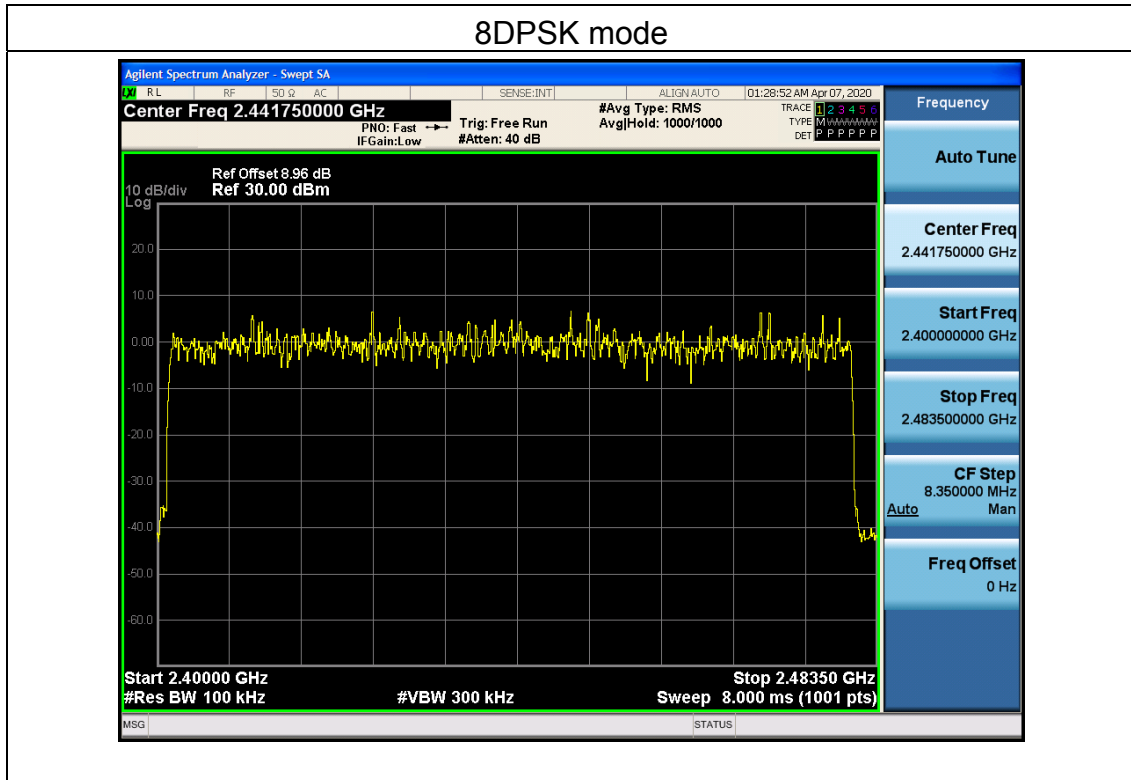 8DPSK mode
Agilent Spectrum Analyzer - Swept SA
LXI RL RF 50 Ω AC SENSE:INT ALIGN AUTO 01:28:52 AM Apr 07, 2020
Center Freq 2.441750000 GHz
PNO: Fast
IFGain:Low
Trig: Free Run
#Atten: 40 dB
#Avg Type: RMS
Avg|Hold: 1000/1000
TRACE 1 2 3 4 5 6
TYPE M WWWWW
DET P P P P P P
Ref Offset 8.96 dB
10 dB/div Ref 30.00 dBm
Log
20.0
10.0
0.00
-10.0
-20.0
-30.0
-40.0
-50.0
-60.0
Start 2.40000 GHz Stop 2.48350 GHz
#Res BW 100 kHz #VBW 300 kHz Sweep 8.000 ms (1001 pts)
MSG STATUS
Frequency
Auto Tune
Center Freq
2.441750000 GHz
Start Freq
2.400000000 GHz
Stop Freq
2.483500000 GHz
CF Step
8.350000 MHz
Auto Man
Freq Offset
0 Hz